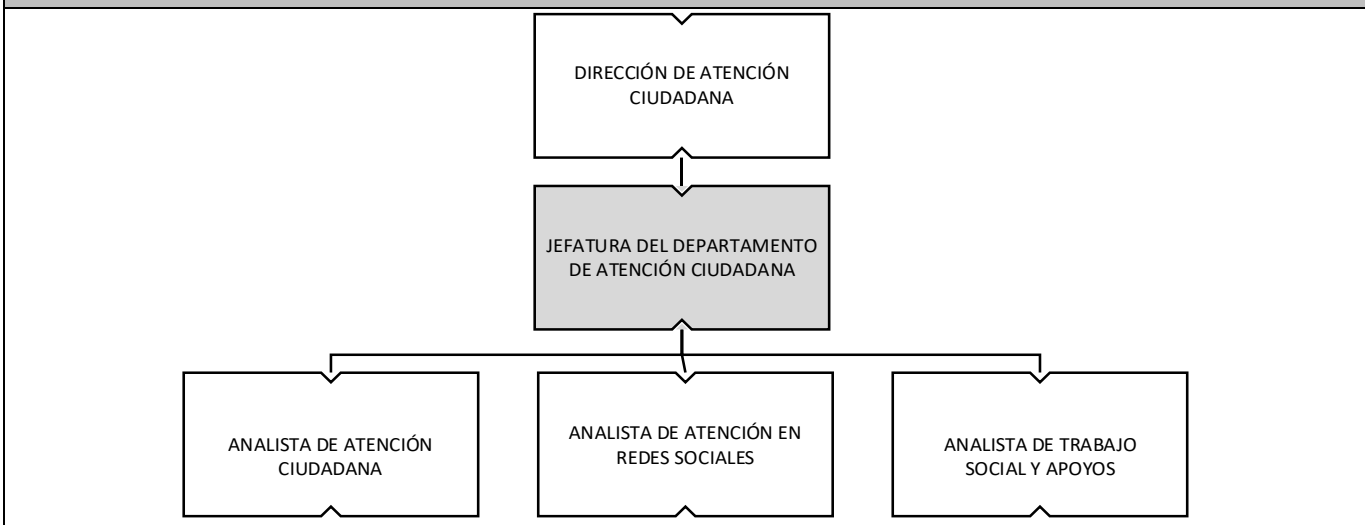 DIRECCIÓN DE ATENCIÓN
CIUDADANA
JEFATURA DEL DEPARTAMENTO
DE ATENCIÓN CIUDADANA
ANALISTA DE ATENCIÓN
CIUDADANA
ANALISTA DE ATENCIÓN EN
REDES SOCIALES
ANALISTA DE TRABAJO
SOCIAL Y APOYOS